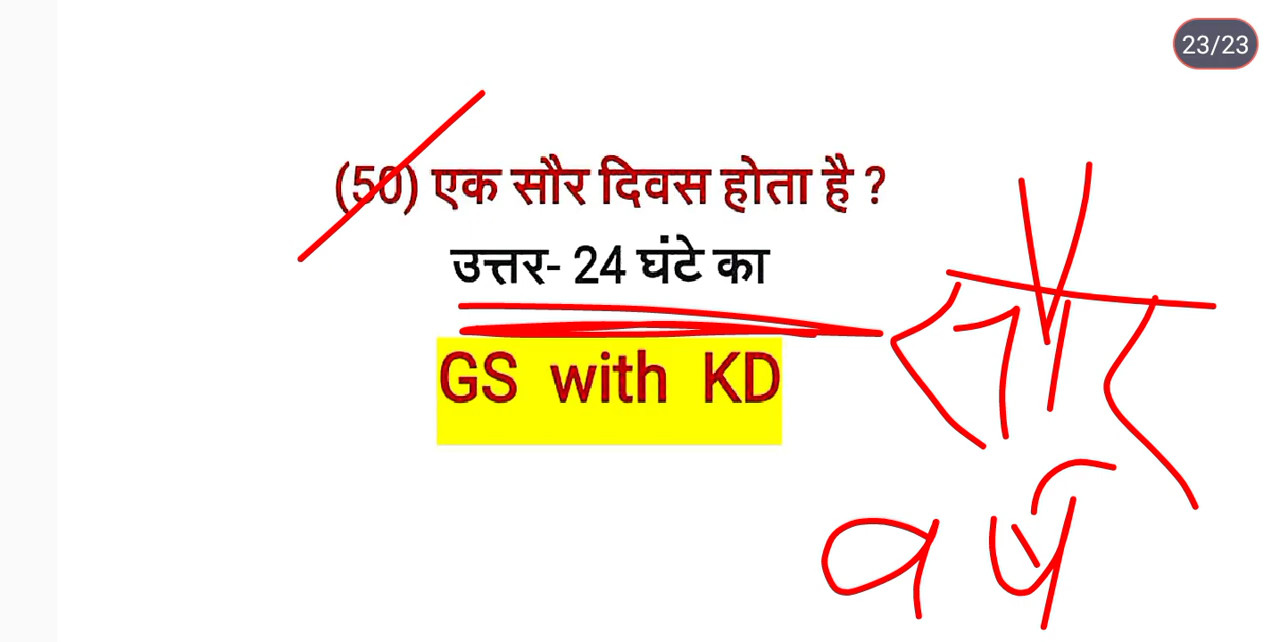 23/23
(50) एक सौर दिवस होता है ?
उत्तर- 24 घंटे का
GS with KD
सौर
वर्ष